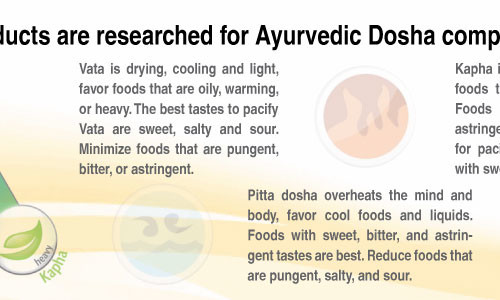 ducts are researched for Ayurvedic Dosha comp
Vata is drying, cooling and light,
favor foods that are oily, warming,
or heavy. The best tastes to pacify
Vata are sweet, salty and sour.
Minimize foods that are pungent,
bitter, or astringent.
Kapha i
foods t
Foods
astringe
for paci
with swe
Pitta dosha overheats the mind and
body, favor cool foods and liquids.
Foods with sweet, bitter, and astrin-
gent tastes are best. Reduce foods that
are pungent, salty, and sour.
heavy
Kapha